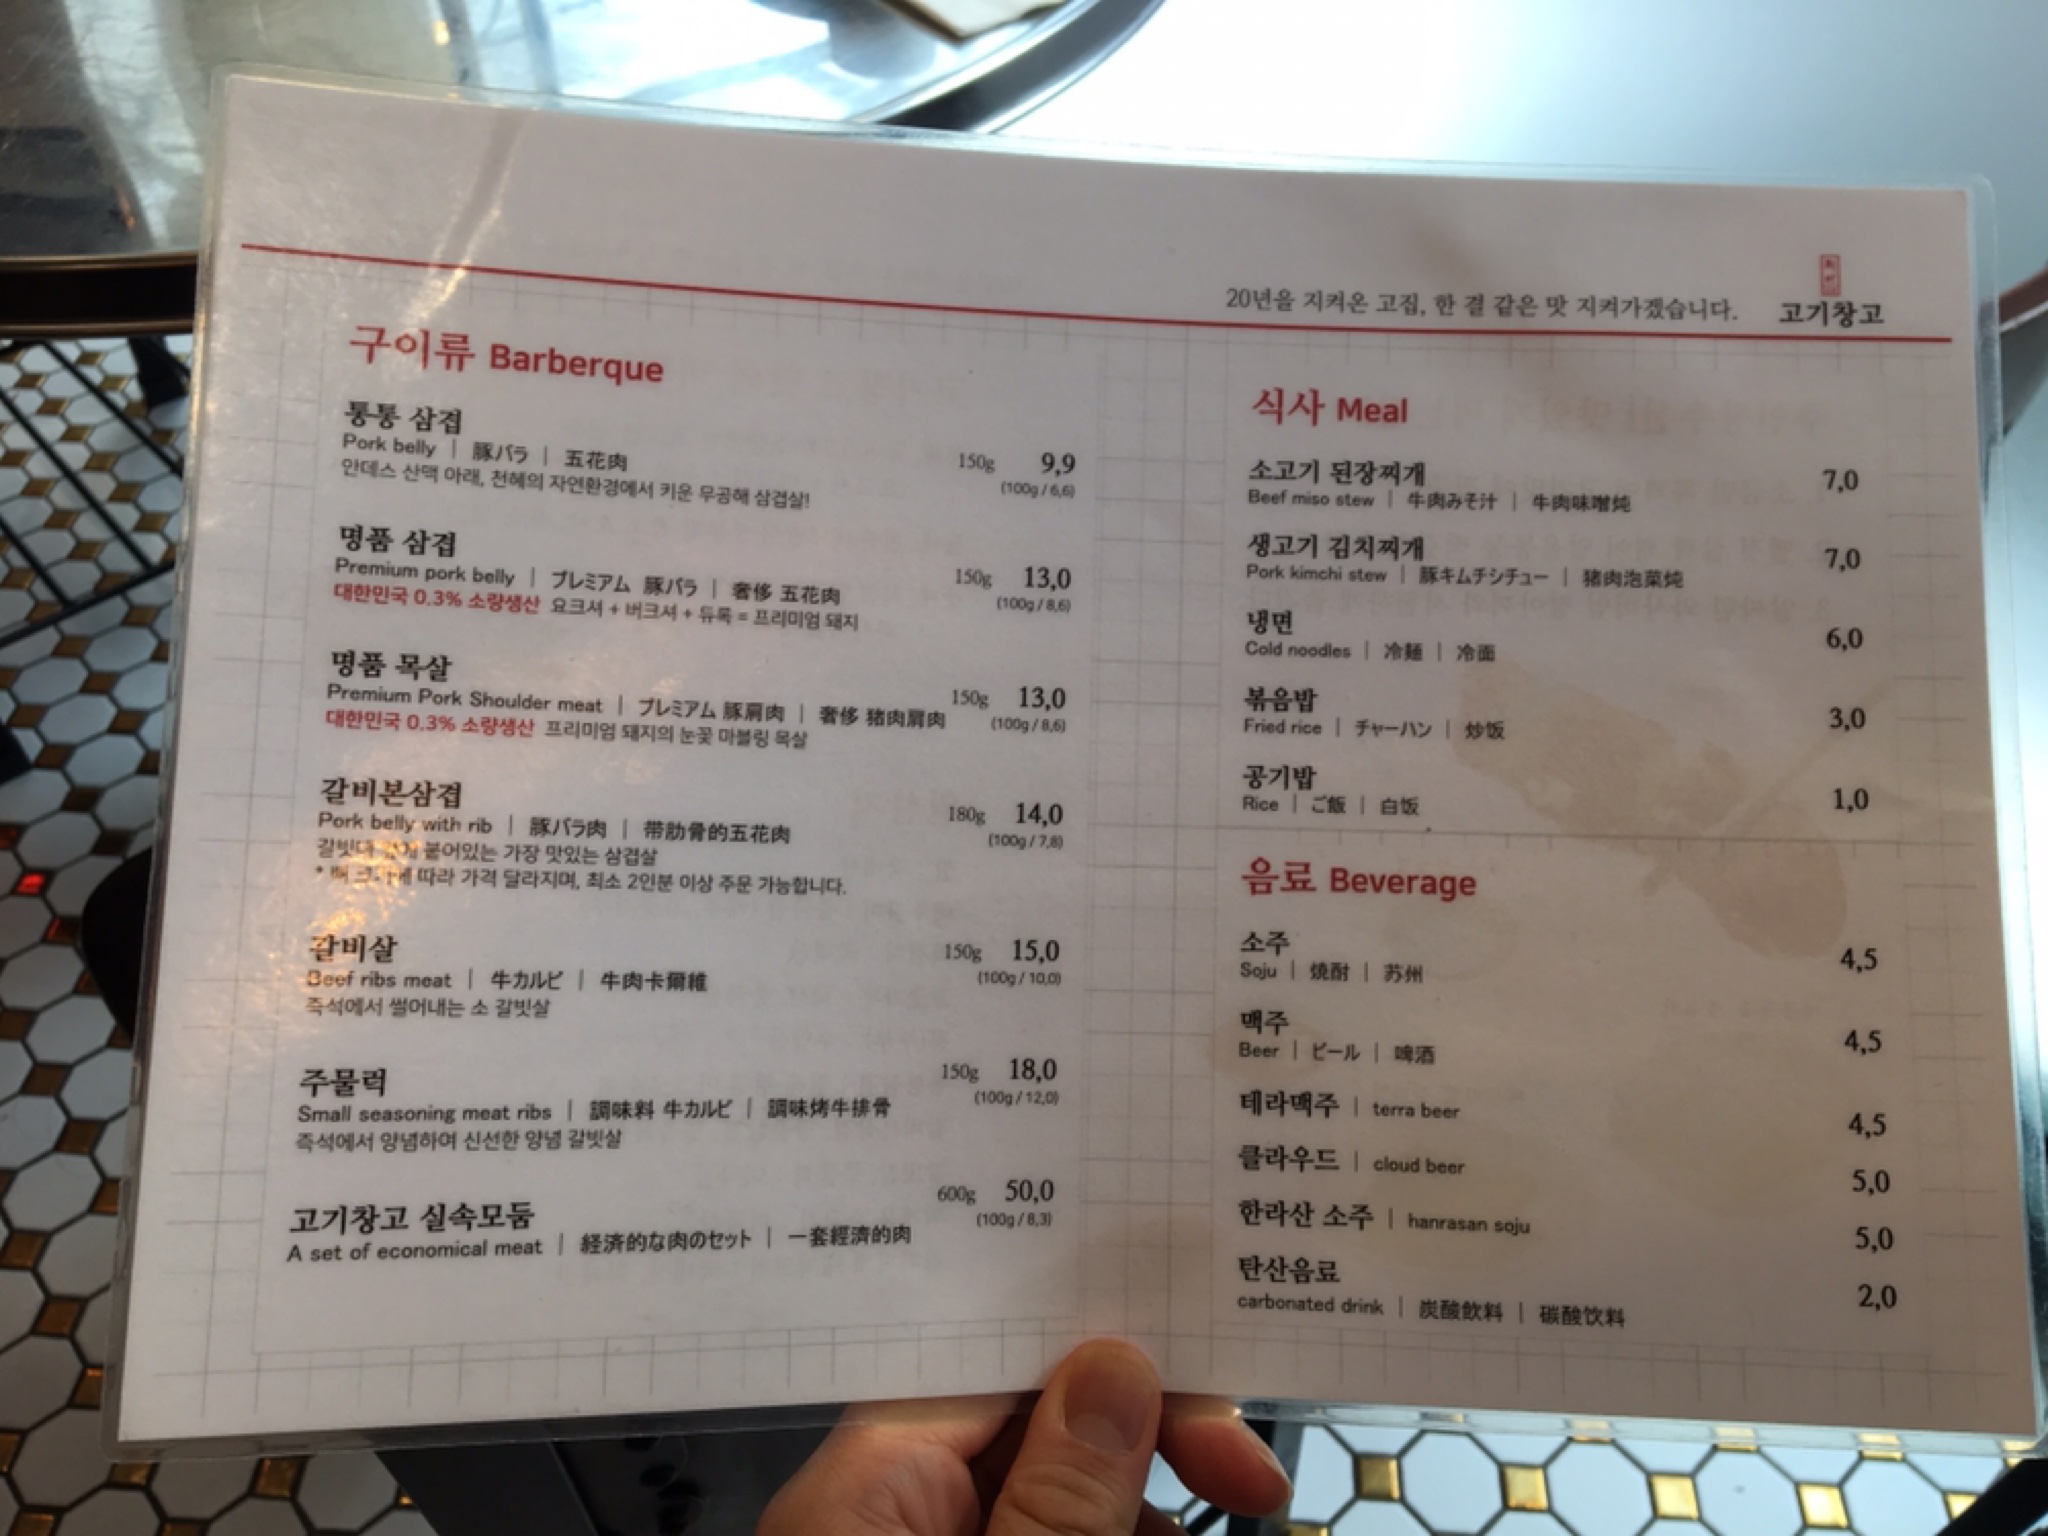 20년을 지켜온 고집, 한 결 같은 맛 지켜가겠습니다.
고기창고
구이류 Barberque
통통 삼겹
Pork belly | 豚バラ | 五花肉
150g 9,9
안데스 산맥 아래, 천혜의 자연환경에서 키운 무공해 삼겹살!
(100g / 6,6)
명품 삼겹
Premium pork belly | プレミアム 豚バラ | 奢侈 五花肉
150g 13,0
대한민국 0.3% 소량생산 요크셔 + 버크셔 + 듀록 = 프리미엄 돼지
(100g / 8,6)
명품 목살
Premium Pork Shoulder meat | プレミアム 豚肩肉 | 奢侈 猪肉肩肉
150g 13,0
대한민국 0.3% 소량생산 프리미엄 돼지의 눈꽃 마블링 목살
(100g / 8,6)
갈비본삼겹
Pork belly with rib | 豚バラ肉 | 带肋骨的五花肉
180g 14,0
(100g / 7,8)
갈빗대 붙어있는 가장 맛있는 삼겹살
* 따라 가격 달라지며, 최소 2인분 이상 주문 가능합니다.
갈비살
Beef ribs meat | 牛カルビ | 牛肉卡爾維
150g 15,0
즉석에서 썰어내는 소 갈빗살
(100g / 10,0)
주물럭
Small seasoning meat ribs | 調味料 牛カルビ | 調味烤牛排骨
150g 18,0
즉석에서 양념하여 신선한 양념 갈빗살
(100g / 12,0)
고기창고 실속모둠
A set of economical meat | 経済的な肉のセット | 一套經濟的肉
600g 50,0
(100g / 8,3)
식사 Meal
소고기 된장찌개
Beef miso stew | 牛肉みそ汁 | 牛肉味噌炖
7,0
생고기 김치찌개
Pork kimchi stew | 豚キムチシチュー | 猪肉泡菜炖
7,0
냉면
Cold noodles | 冷麺 | 冷面
6,0
볶음밥
Fried rice | チャーハン | 炒饭
3,0
공기밥
Rice | ご飯 | 白饭
1,0
음료 Beverage
소주
Soju | 焼酎 | 苏州
4,5
맥주
Beer | ビール | 啤酒
4,5
테라맥주 | terra beer
4,5
클라우드 | cloud beer
5,0
한라산 소주 | hanrasan soju
5,0
탄산음료
carbonated drink | 炭酸飲料 | 碳酸饮料
2,0